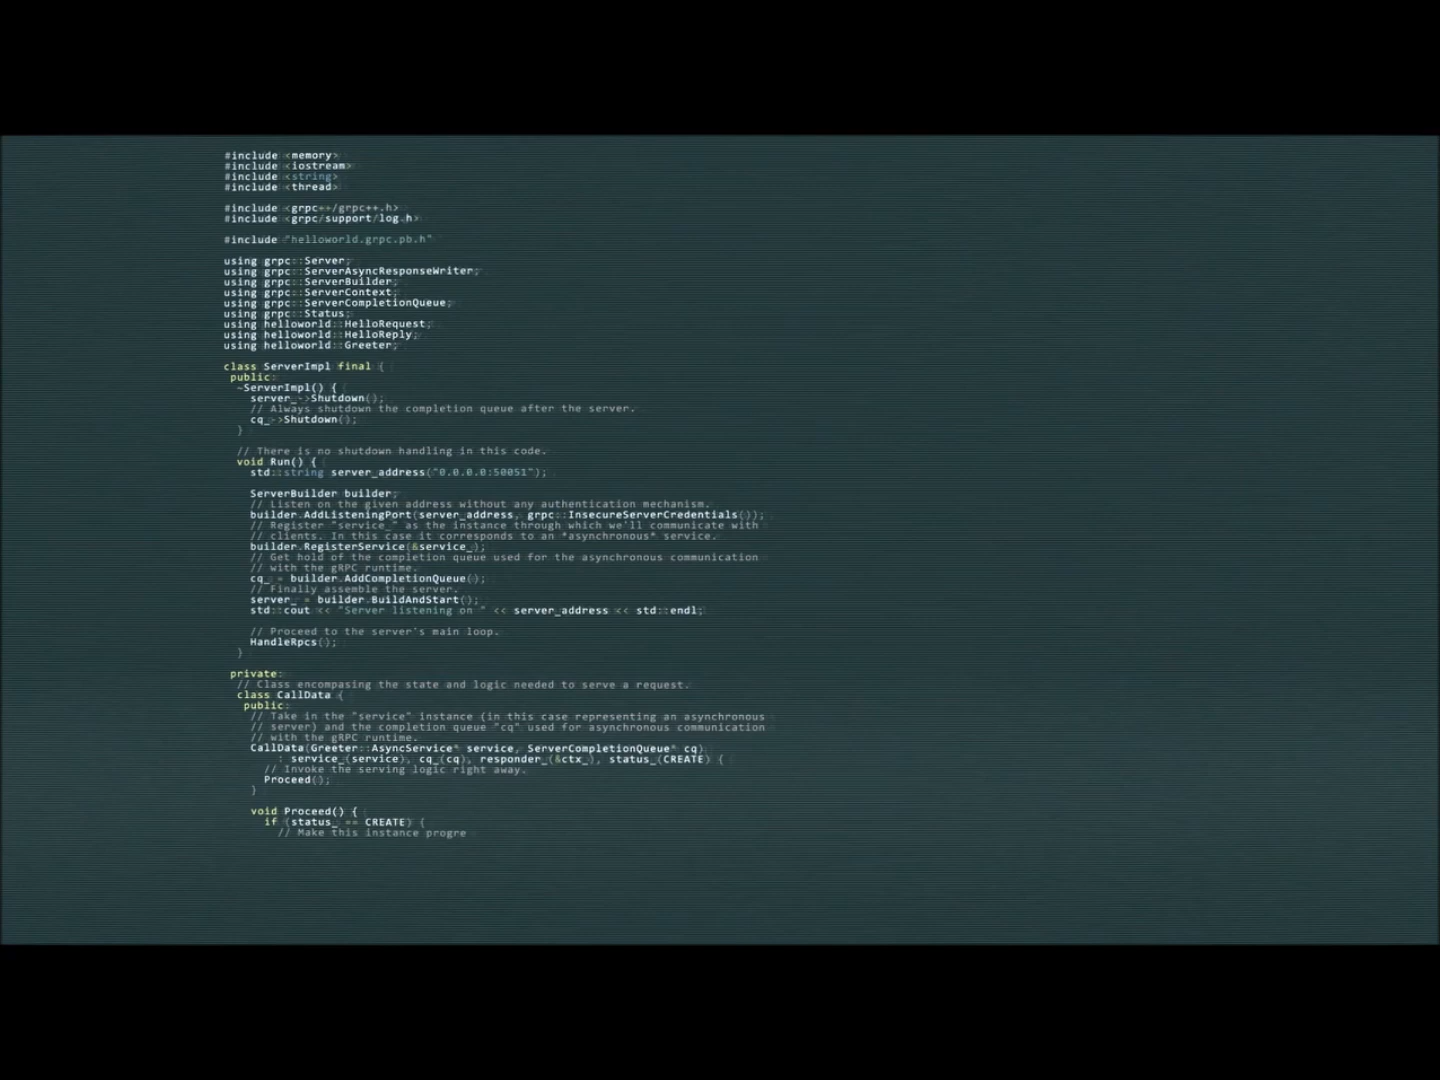 #include <memory>
#include <iostream>
#include <string>
#include <thread>
#include <grpc++/grpc++.h>
#include <grpc/support/log.h>
#include "helloworld.grpc.pb.h"
using grpc::Server;
using grpc::ServerAsyncResponseWriter;
using grpc::ServerBuilder;
using grpc::ServerContext;
using grpc::ServerCompletionQueue;
using grpc::Status;
using helloworld::HelloRequest;
using helloworld::HelloReply;
using helloworld::Greeter;
class ServerImpl final {
public:
~ServerImpl() {
server_->Shutdown();
// Always shutdown the completion queue after the server.
cq_->Shutdown();
}
// There is no shutdown handling in this code.
void Run() {
std::string server_address("0.0.0.0:50051");
ServerBuilder builder;
// Listen on the given address without any authentication mechanism.
builder.AddListeningPort(server_address, grpc::InsecureServerCredentials());
// Register "service_" as the instance through which we'll communicate with
// clients. In this case it corresponds to an *asynchronous* service.
builder.RegisterService(&service_);
// Get hold of the completion queue used for the asynchronous communication
// with the gRPC runtime.
cq_ = builder.AddCompletionQueue();
// Finally assemble the server.
server_ = builder.BuildAndStart();
std::cout << "Server listening on " << server_address << std::endl;
// Proceed to the server's main loop.
HandleRpcs();
}
private:
// Class encompasing the state and logic needed to serve a request.
class CallData {
public:
// Take in the "service" instance (in this case representing an asynchronous
// server) and the completion queue "cq" used for asynchronous communication
// with the gRPC runtime.
CallData(Greeter::AsyncService* service, ServerCompletionQueue* cq)
: service_(service), cq_(cq), responder_(&ctx_), status_(CREATE) {
// Invoke the serving logic right away.
Proceed();
}
void Proceed() {
if (status_ == CREATE) {
// Make this instance progre